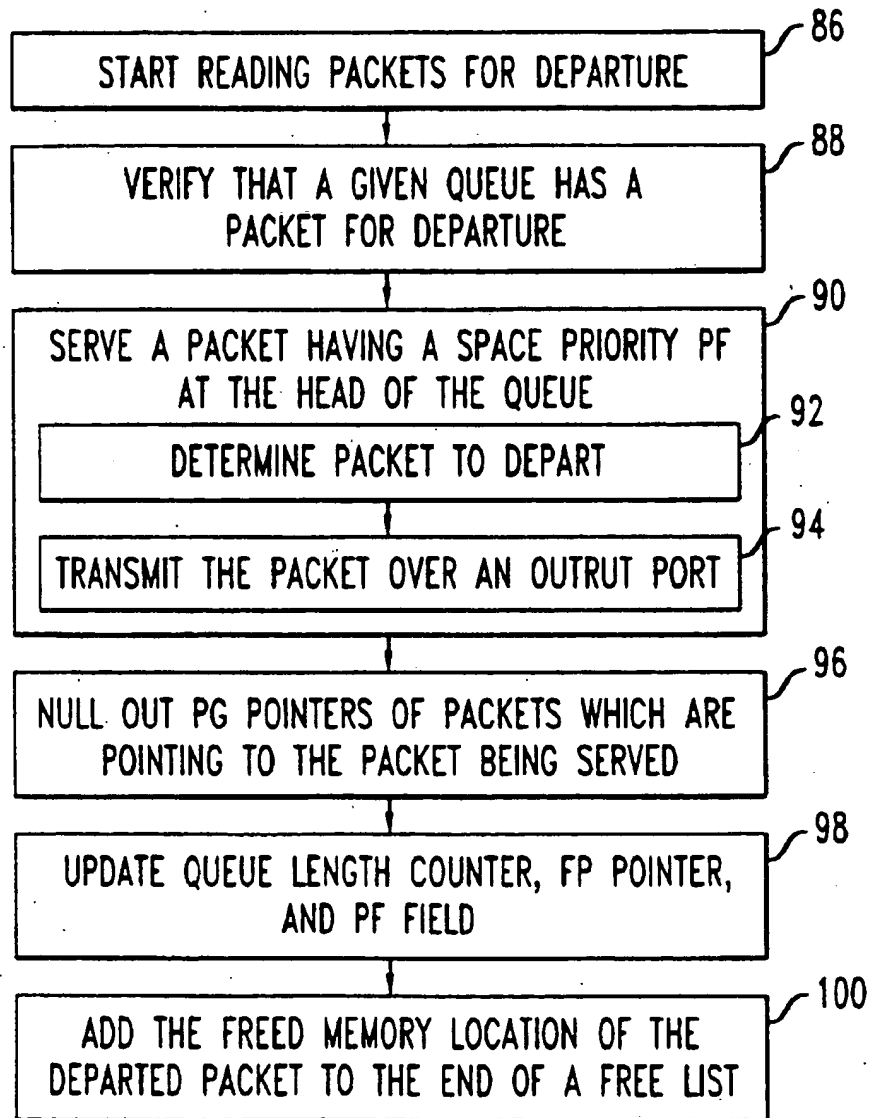 86
START READING PACKETS FOR DEPARTURE
88
VERIFY THAT A GIVEN QUEUE HAS A
PACKET FOR DEPARTURE
90
SERVE A PACKET HAVING A SPACE PRIORITY PF
AT THE HEAD OF THE QUEUE
92
DETERMINE PACKET TO DEPART
94
TRANSMIT THE PACKET OVER AN OUTRUT PORT
96
NULL OUT PG POINTERS OF PACKETS WHICH ARE
POINTING TO THE PACKET BEING SERVED
98
UPDATE QUEUE LENGTH COUNTER, FP POINTER,
AND PF FIELD
100
ADD THE FREED MEMORY LOCATION OF THE
DEPARTED PACKET TO THE END OF A FREE LIST